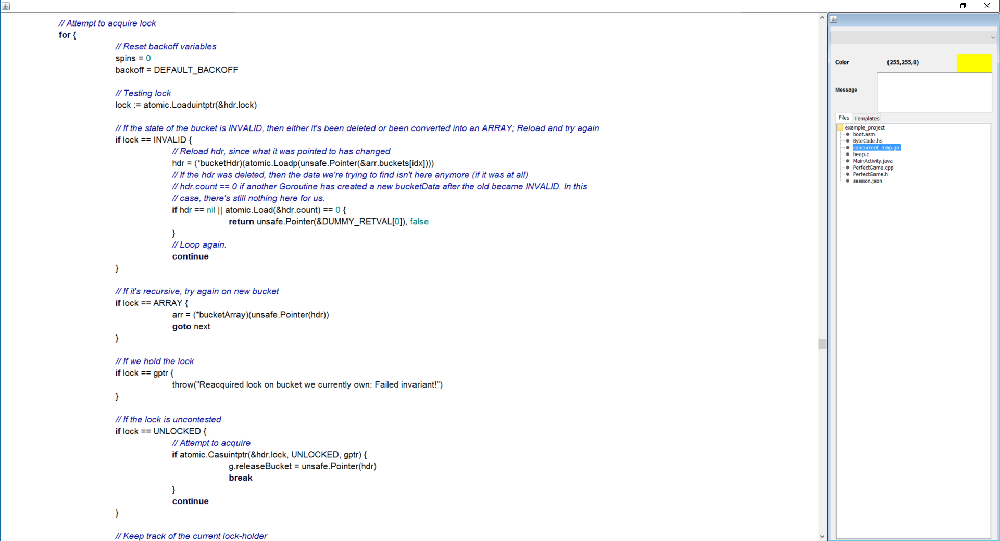 // Attempt to acquire lock
for {
// Reset backoff variables
spins = 0
backoff = DEFAULT_BACKOFF
// Testing lock
lock := atomic.Loaduintptr(&hdr.lock)
// If the state of the bucket is INVALID, then either it's been deleted or been converted into an ARRAY; Reload and try again
if lock == INVALID {
// Reload hdr, since what it was pointed to has changed
hdr = (*bucketHdr)(atomic.Loadp(unsafe.Pointer(&arr.buckets[idx])))
// If the hdr was deleted, then the data we're trying to find isn't here anymore (if it was at all)
// hdr.count == 0 if another Goroutine has created a new bucketData after the old became INVALID. In this
// case, there's still nothing here for us.
if hdr == nil || atomic.Load(&hdr.count) == 0 {
return unsafe.Pointer(&DUMMY_RETVAL[0]), false
}
// Loop again.
continue
}
// If it's recursive, try again on new bucket
if lock == ARRAY {
arr = (*bucketArray)(unsafe.Pointer(hdr))
goto next
}
// If we hold the lock
if lock == gptr {
throw("Reacquired lock on bucket we currently own: Failed invariant!")
}
// If the lock is uncontested
if lock == UNLOCKED {
// Attempt to acquire
if atomic.Casuintptr(&hdr.lock, UNLOCKED, gptr) {
g.releaseBucket = unsafe.Pointer(hdr)
break
}
continue
}
// Keep track of the current lock-holder
Color (255,255,0)
Message
Files Templates
example_project
boot.asm
ByteCode.hs
concurrent_map.go
heap.c
MainActivity.java
PerfectGame.cpp
PerfectGame.h
session.json